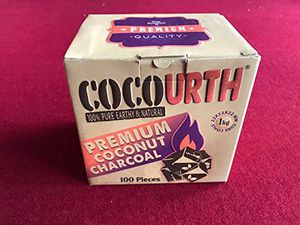 PREMIUM
QUALITY
COCOURTH®
100% PURE EARTHY & NATURAL
PREMIUM
COCONUT
CHARCOAL
1kg
100 Pieces